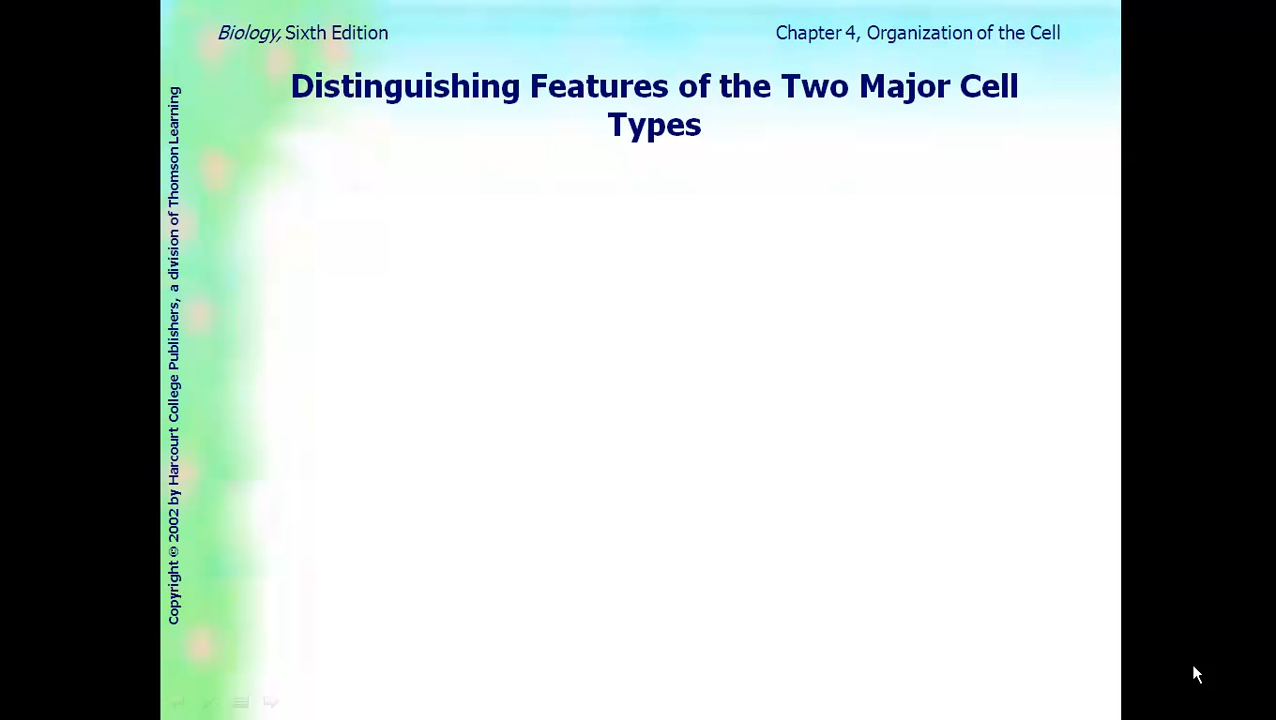 Biology, Sixth Edition
Chapter 4, Organization of the Cell
Distinguishing Features of the Two Major Cell
Types
Copyright © 2002 by Harcourt College Publishers, a division of Thomson Learning